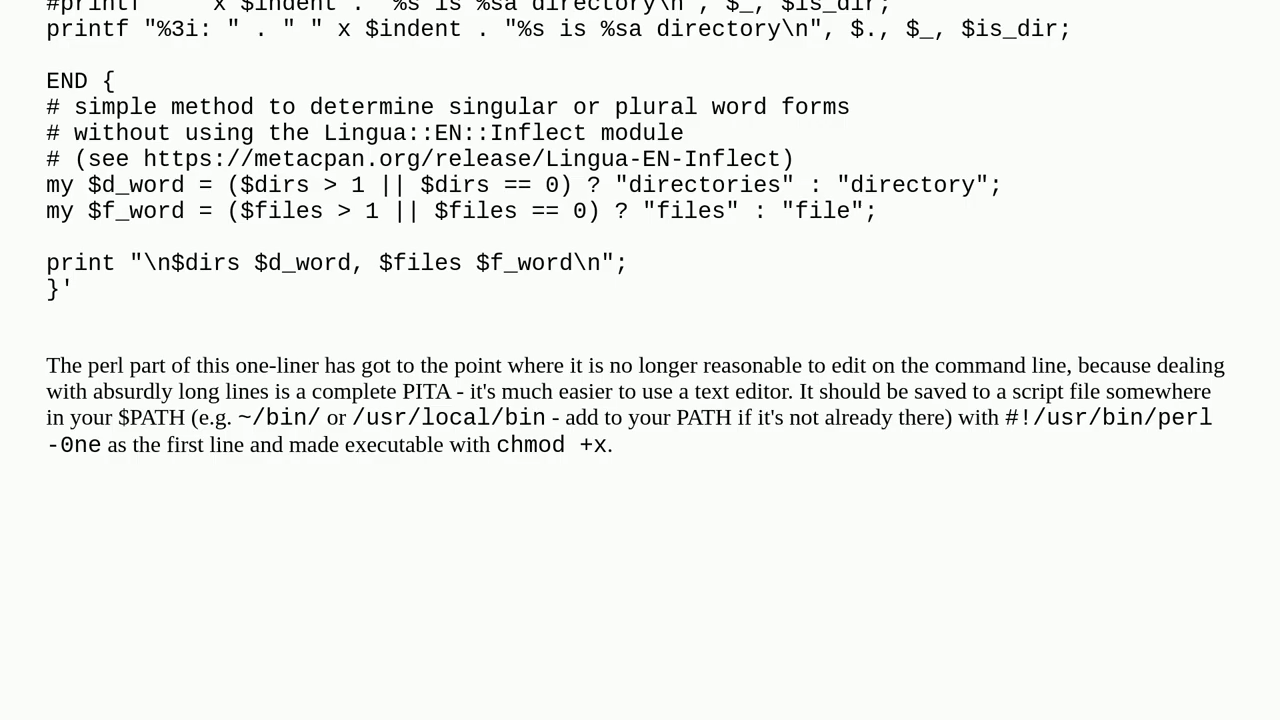 #printf " " x $indent . "%s is %sa directory\n", $_, $is_dir;
printf "%3i: " . " " x $indent . "%s is %sa directory\n", $., $_, $is_dir;
END {
# simple method to determine singular or plural word forms
# without using the Lingua::EN::Inflect module
# (see https://metacpan.org/release/Lingua-EN-Inflect)
my $d_word = ($dirs > 1 || $dirs == 0) ? "directories" : "directory";
my $f_word = ($files > 1 || $files == 0) ? "files" : "file";
print "\n$dirs $d_word, $files $f_word\n";
}'
The perl part of this one-liner has got to the point where it is no longer reasonable to edit on the command line, because dealing
with absurdly long lines is a complete PITA - it's much easier to use a text editor. It should be saved to a script file somewhere
in your $PATH (e.g. ~/bin/ or /usr/local/bin - add to your PATH if it's not already there) with #!/usr/bin/perl
-0ne as the first line and made executable with chmod +x.